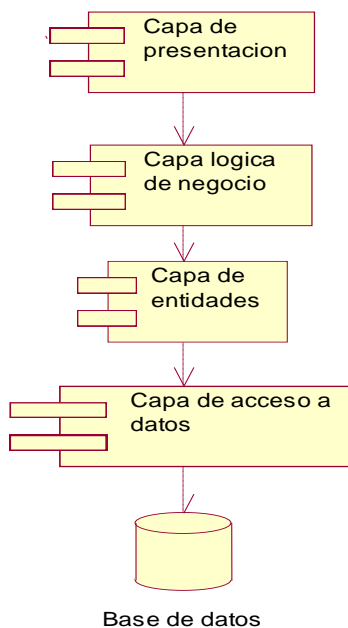 Capa de
presentacion
Capa logica
de negocio
Capa de
entidades
Capa de acceso a
datos
Base de datos